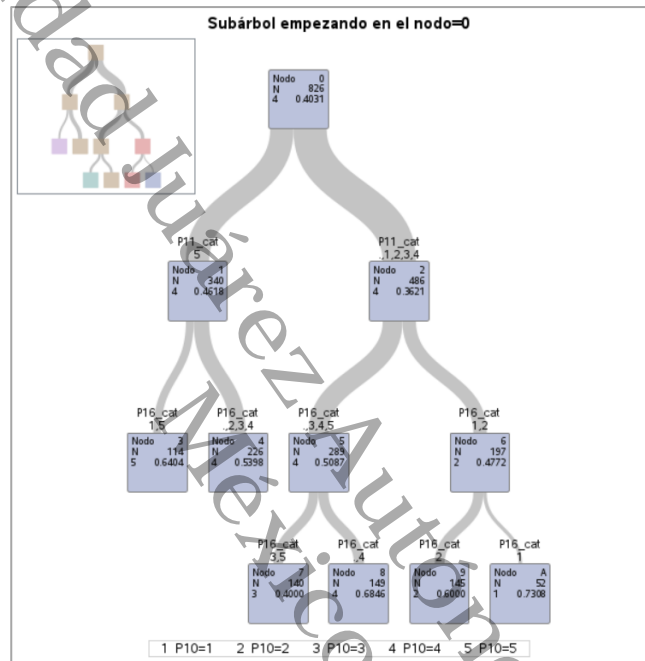 Subárbol empezando en el nodo=0
Nodo 0
N 826
4 0.4031
P11_cat
5
P11_cat
.,1,2,3,4
Nodo 1
N 340
4 0.4618
Nodo 2
N 486
4 0.3621
P16_cat
1,5
P16_cat
.,2,3,4
P16_cat
.,3,4,5
P16_cat
1,2
Nodo 3
N 114
5 0.6404
Nodo 4
N 226
4 0.5398
Nodo 5
N 289
4 0.5087
Nodo 6
N 197
2 0.4772
P16_cat
3,5
P16_cat
.,4
P16_cat
2
P16_cat
1
Nodo 7
N 140
3 0.4000
Nodo 8
N 149
4 0.6846
Nodo 9
N 145
2 0.6000
Nodo A
N 52
1 0.7308
1 P10=1 2 P10=2 3 P10=3 4 P10=4 5 P10=5
dad Juárez Autón
México